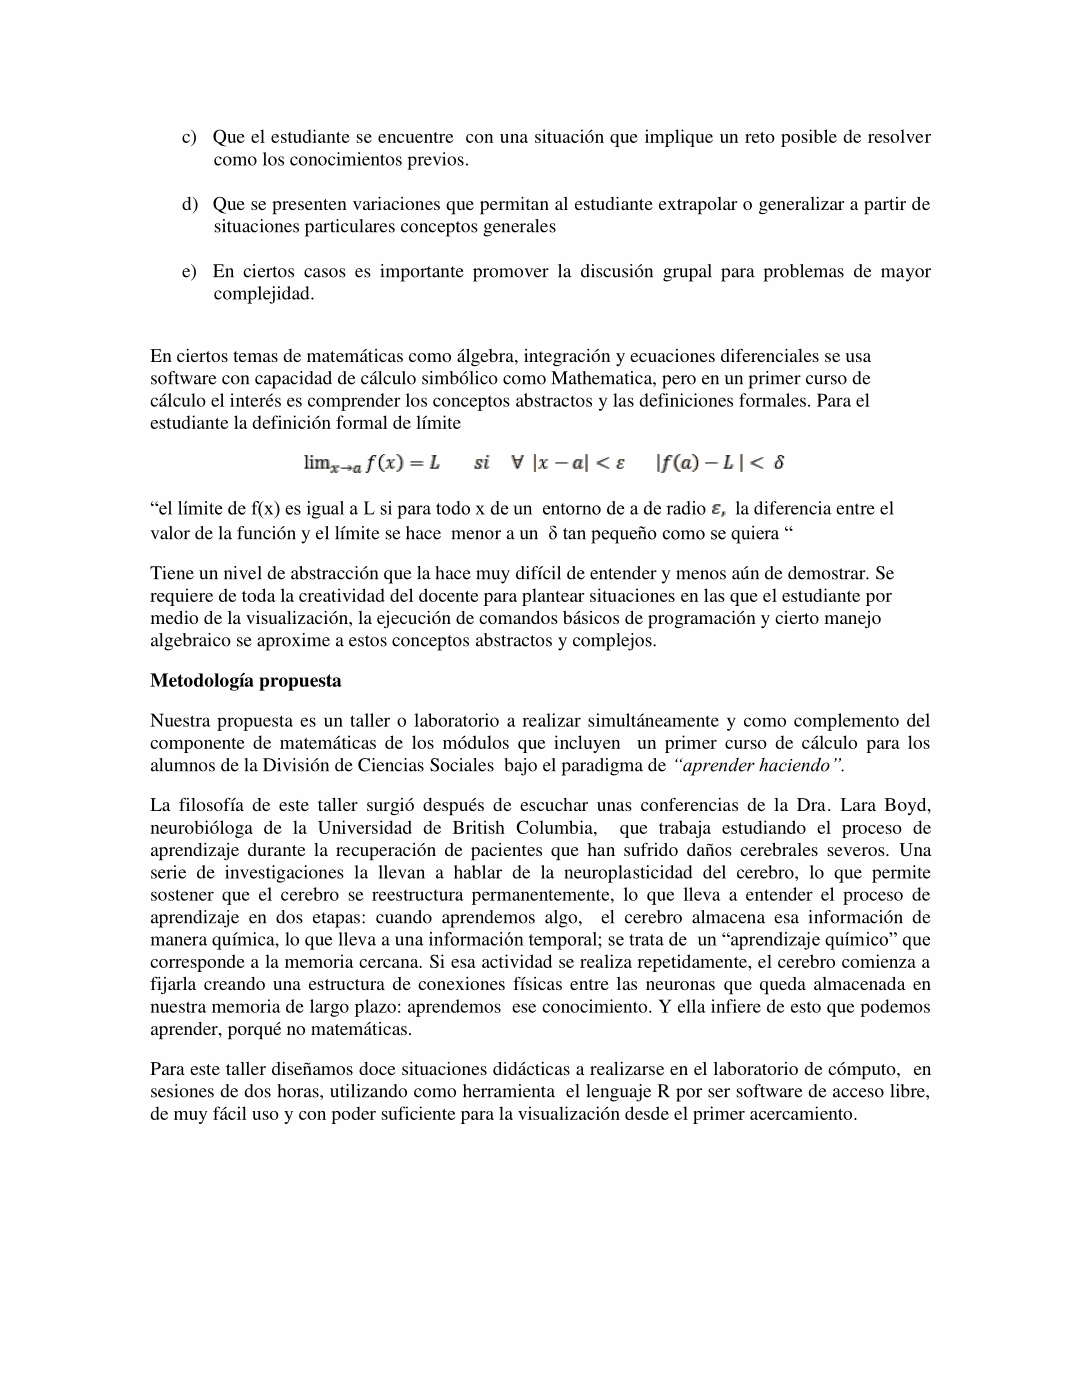 c) Que el estudiante se encuentre con una situación que implique un reto posible de resolver
como los conocimientos previos.
d) Que se presenten variaciones que permitan al estudiante extrapolar o generalizar a partir de
situaciones particulares conceptos generales
e) En ciertos casos es importante promover la discusión grupal para problemas de mayor
complejidad.
En ciertos temas de matemáticas como álgebra, integración y ecuaciones diferenciales se usa
software con capacidad de cálculo simbólico como Mathematica, pero en un primer curso de
cálculo el interés es comprender los conceptos abstractos y las definiciones formales. Para el
estudiante la definición formal de límite
lim_{x→a} f(x) = L si ∀ |x − a| < ε |f(a) − L | < δ
“el límite de f(x) es igual a L si para todo x de un entorno de a de radio ε, la diferencia entre el
valor de la función y el límite se hace menor a un δ tan pequeño como se quiera “
Tiene un nivel de abstracción que la hace muy difícil de entender y menos aún de demostrar. Se
requiere de toda la creatividad del docente para plantear situaciones en las que el estudiante por
medio de la visualización, la ejecución de comandos básicos de programación y cierto manejo
algebraico se aproxime a estos conceptos abstractos y complejos.
Metodología propuesta
Nuestra propuesta es un taller o laboratorio a realizar simultáneamente y como complemento del
componente de matemáticas de los módulos que incluyen un primer curso de cálculo para los
alumnos de la División de Ciencias Sociales bajo el paradigma de “aprender haciendo”.
La filosofía de este taller surgió después de escuchar unas conferencias de la Dra. Lara Boyd,
neurobióloga de la Universidad de British Columbia, que trabaja estudiando el proceso de
aprendizaje durante la recuperación de pacientes que han sufrido daños cerebrales severos. Una
serie de investigaciones la llevan a hablar de la neuroplasticidad del cerebro, lo que permite
sostener que el cerebro se reestructura permanentemente, lo que lleva a entender el proceso de
aprendizaje en dos etapas: cuando aprendemos algo, el cerebro almacena esa información de
manera química, lo que lleva a una información temporal; se trata de un “aprendizaje químico” que
corresponde a la memoria cercana. Si esa actividad se realiza repetidamente, el cerebro comienza a
fijarla creando una estructura de conexiones físicas entre las neuronas que queda almacenada en
nuestra memoria de largo plazo: aprendemos ese conocimiento. Y ella infiere de esto que podemos
aprender, porqué no matemáticas.
Para este taller diseñamos doce situaciones didácticas a realizarse en el laboratorio de cómputo, en
sesiones de dos horas, utilizando como herramienta el lenguaje R por ser software de acceso libre,
de muy fácil uso y con poder suficiente para la visualización desde el primer acercamiento.